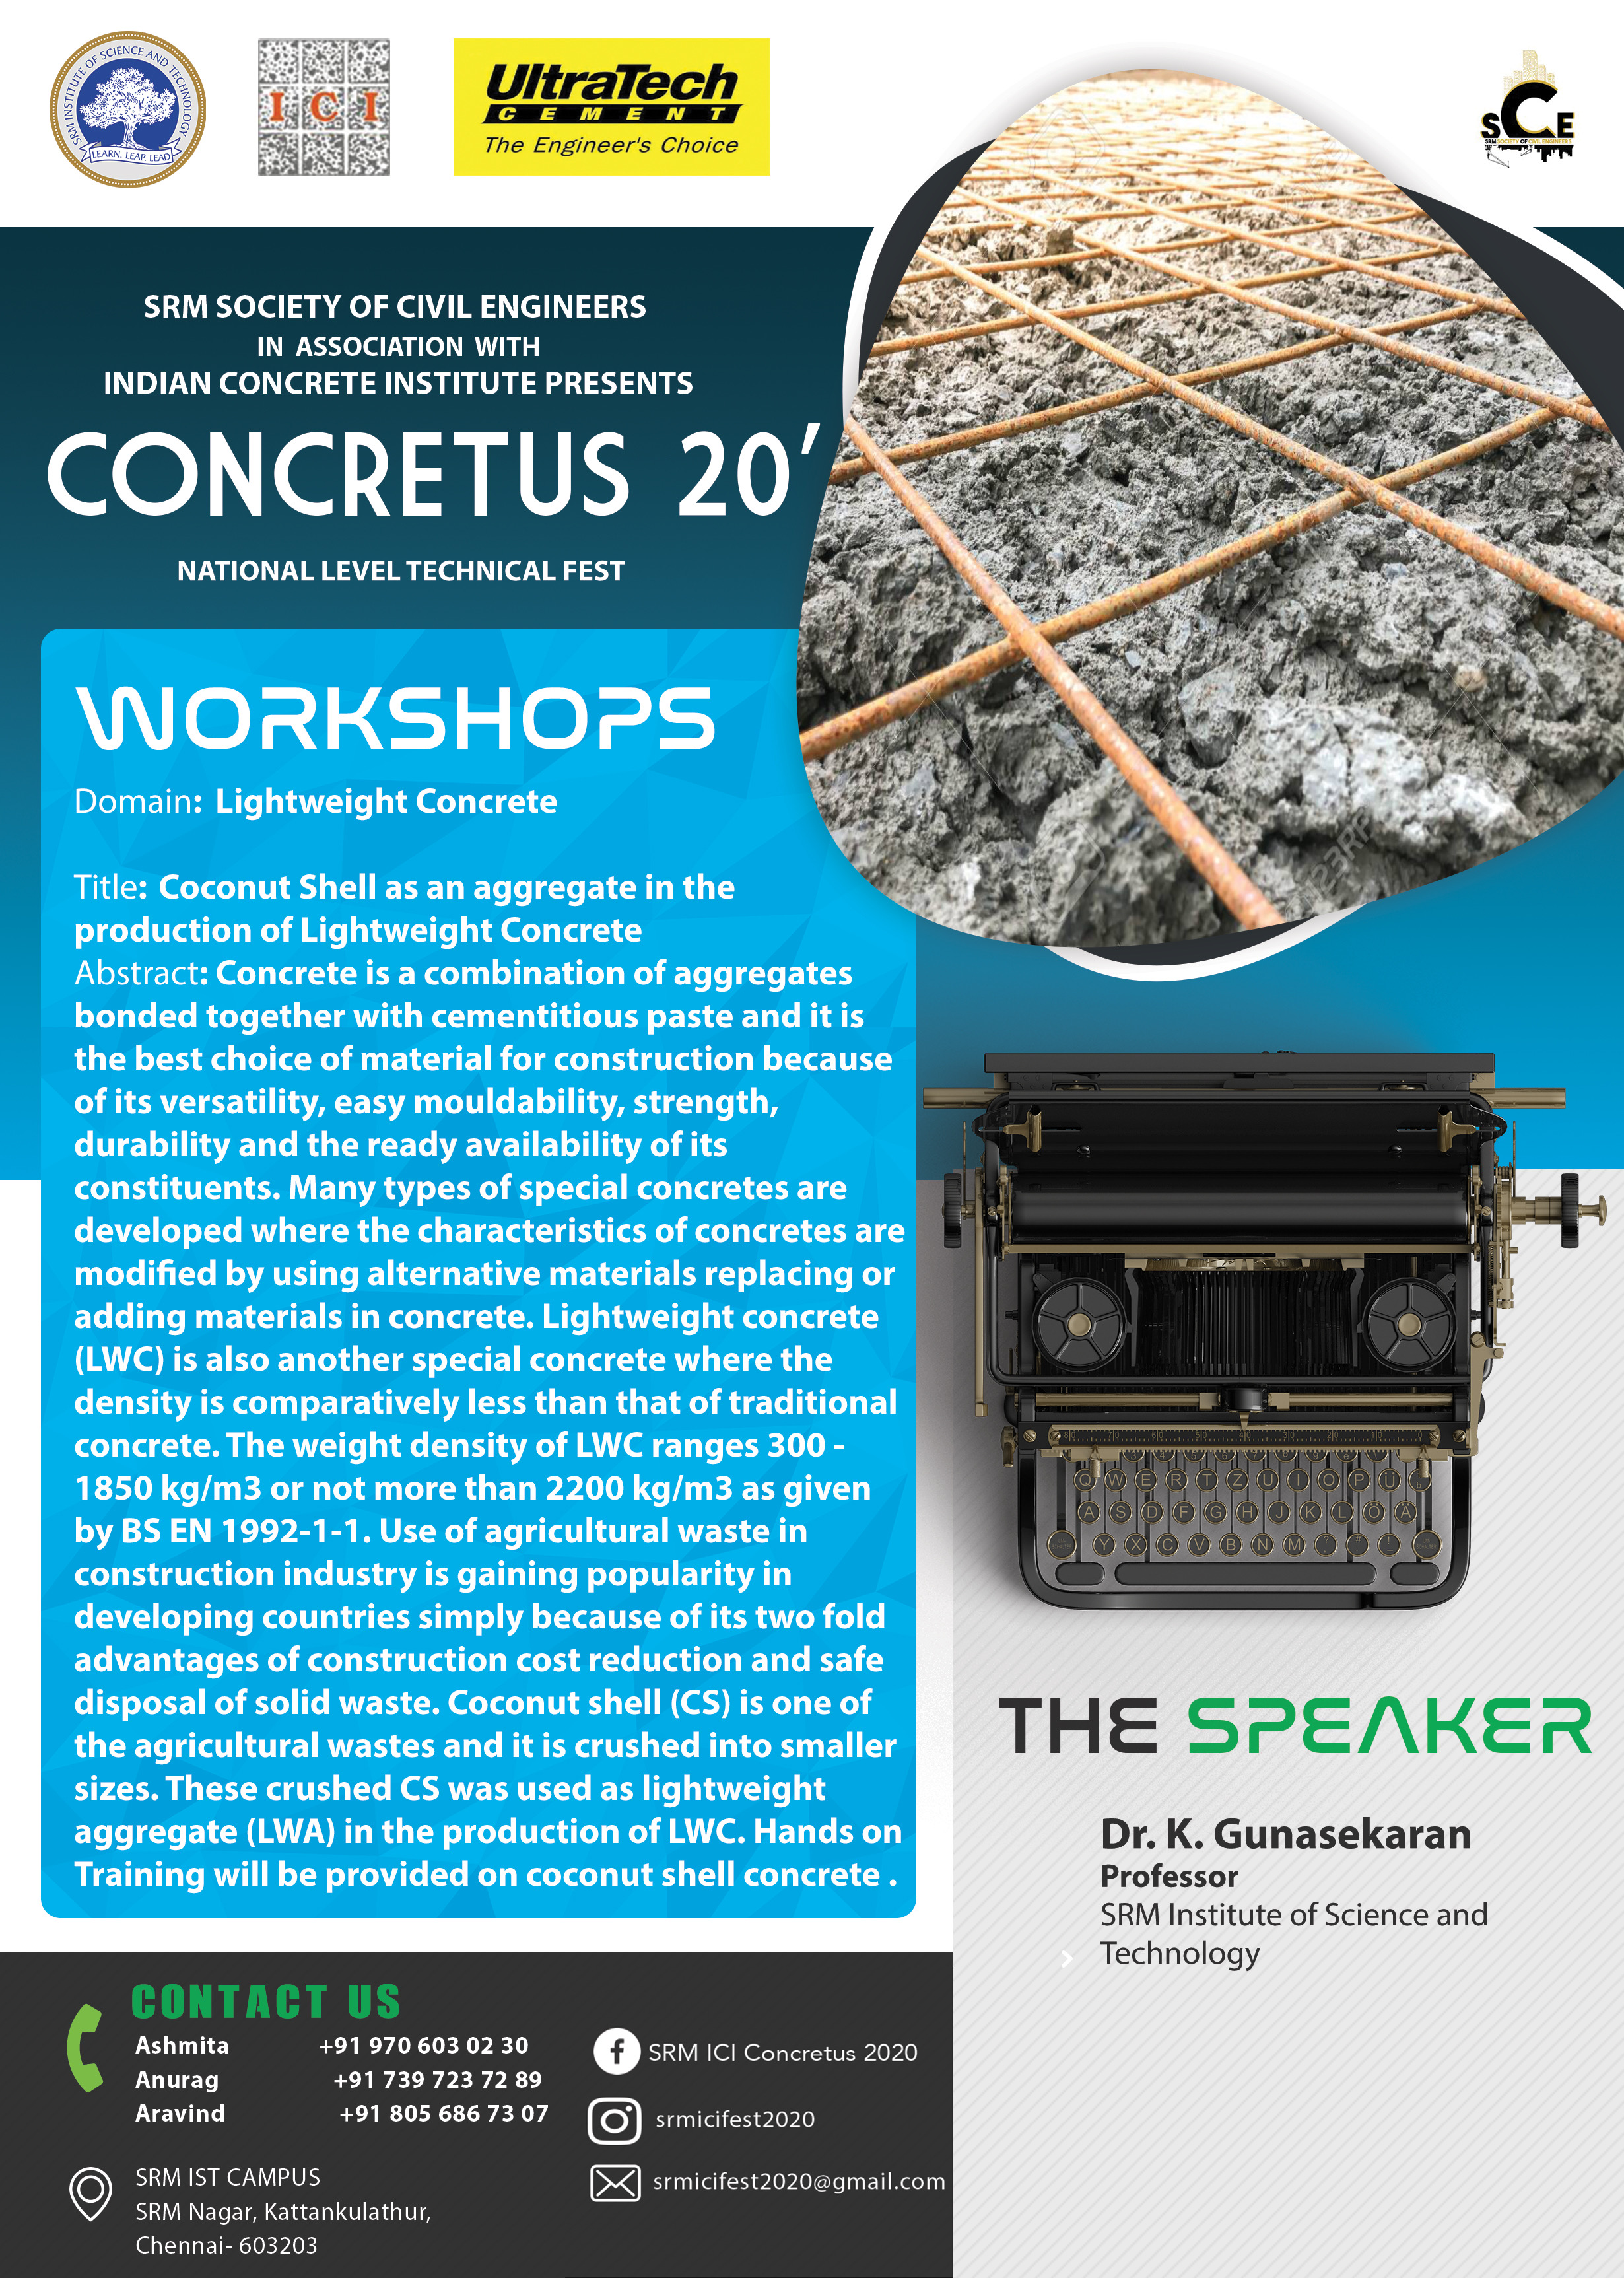 SRM INSTITUTE OF SCIENCE AND TECHNOLOGY
LEARN. LEAP. LEAD
I C I
UltraTech
CEMENT
The Engineer's Choice
SCE
SRM SOCIETY OF CIVIL ENGINEERS
SRM SOCIETY OF CIVIL ENGINEERS
IN ASSOCIATION WITH
INDIAN CONCRETE INSTITUTE PRESENTS
CONCRETUS 20'
NATIONAL LEVEL TECHNICAL FEST
WORKSHOPS
Domain: Lightweight Concrete
Title: Coconut Shell as an aggregate in the
production of Lightweight Concrete
Abstract: Concrete is a combination of aggregates
bonded together with cementitious paste and it is
the best choice of material for construction because
of its versatility, easy mouldability, strength,
durability and the ready availability of its
constituents. Many types of special concretes are
developed where the characteristics of concretes are
modified by using alternative materials replacing or
adding materials in concrete. Lightweight concrete
(LWC) is also another special concrete where the
density is comparatively less than that of traditional
concrete. The weight density of LWC ranges 300 -
1850 kg/m3 or not more than 2200 kg/m3 as given
by BS EN 1992-1-1. Use of agricultural waste in
construction industry is gaining popularity in
developing countries simply because of its two fold
advantages of construction cost reduction and safe
disposal of solid waste. Coconut shell (CS) is one of
the agricultural wastes and it is crushed into smaller
sizes. These crushed CS was used as lightweight
aggregate (LWA) in the production of LWC. Hands on
Training will be provided on coconut shell concrete .
123RF
Q W E R T Z U I O P Ü
A S D F G H J K L Ö Ä
Y X C V B N M
THE SPEAKER
Dr. K. Gunasekaran
Professor
SRM Institute of Science and
Technology
CONTACT US
Ashmita +91 970 603 02 30
Anurag +91 739 723 72 89
Aravind +91 805 686 73 07
SRM IST CAMPUS
SRM Nagar, Kattankulathur,
Chennai- 603203
SRM ICI Concretus 2020
srmicifest2020
srmicifest2020@gmail.com